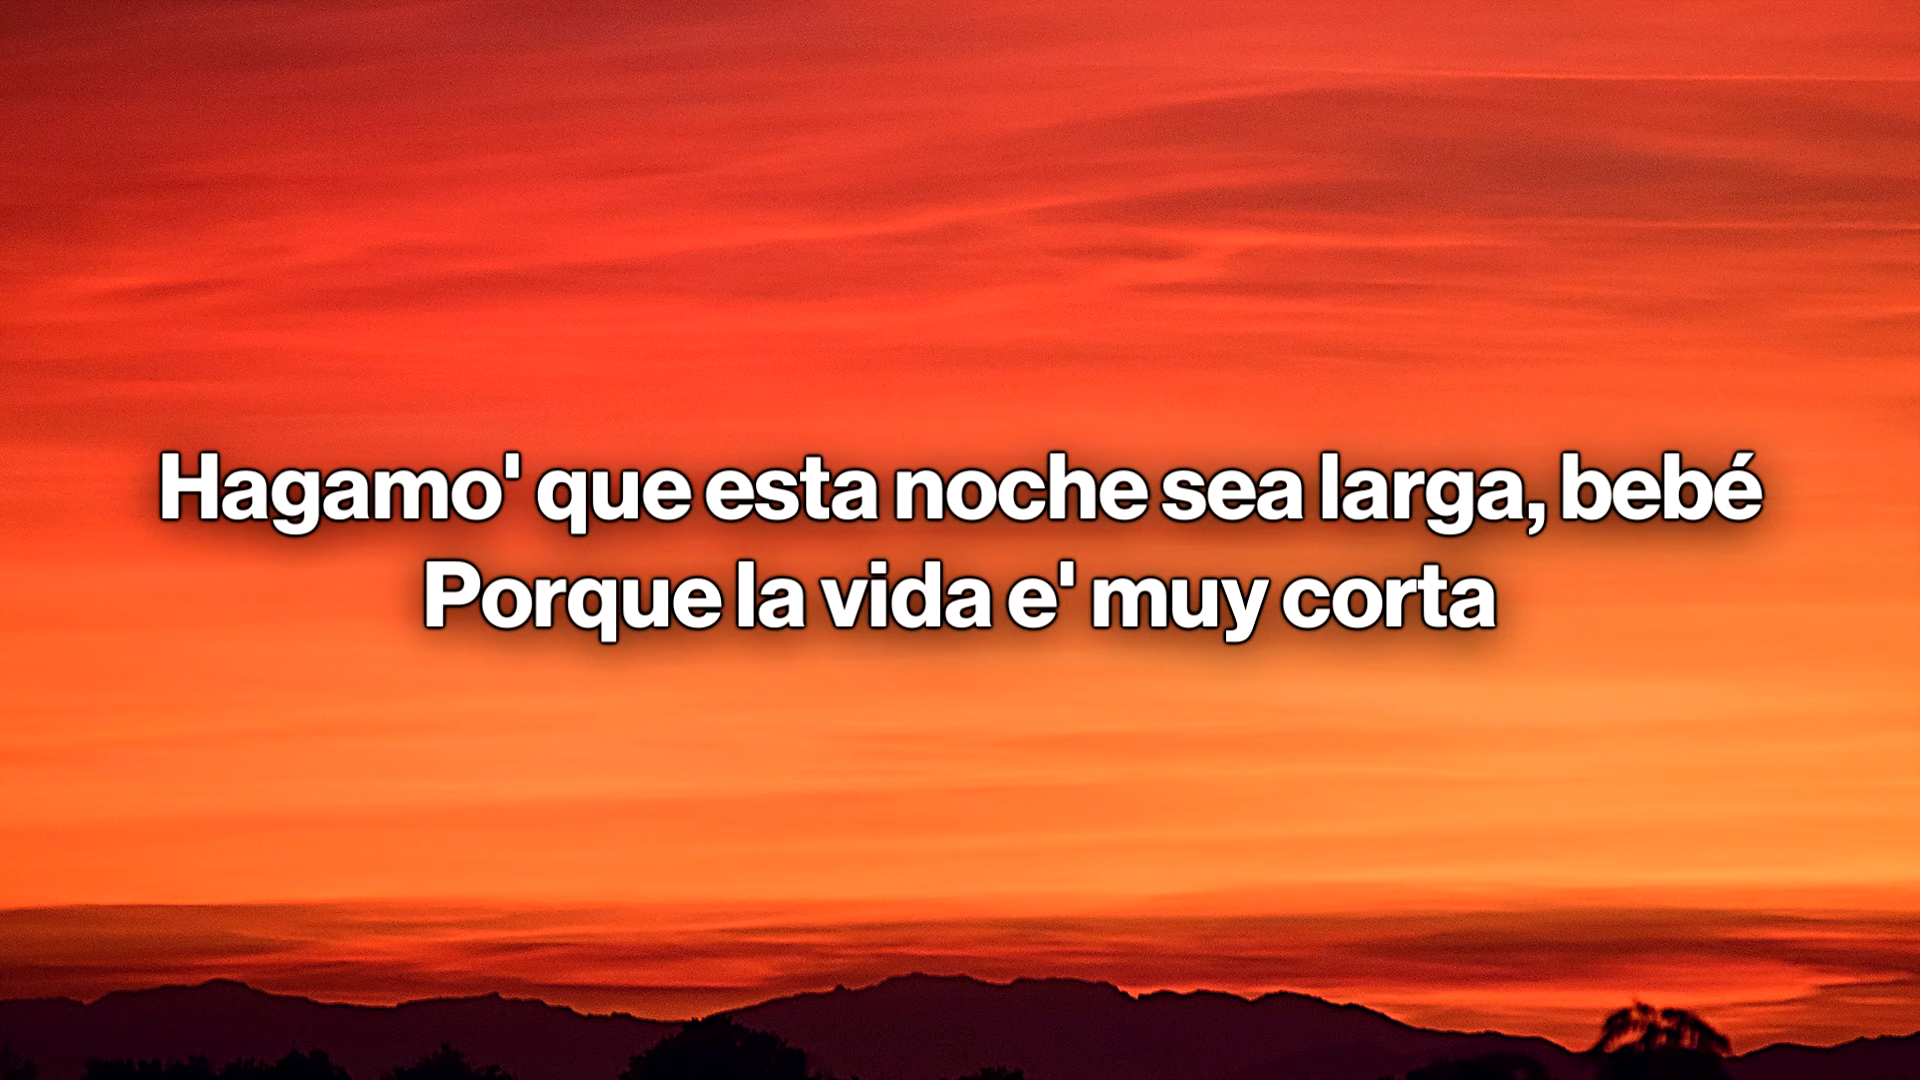 Hagamo' que esta noche sea larga, bebé
Porque la vida e' muy corta